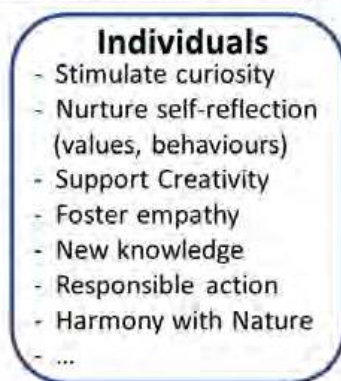 Individuals
- Stimulate curiosity
- Nurture self-reflection
(values, behaviours)
- Support Creativity
- Foster empathy
- New knowledge
- Responsible action
- Harmony with Nature
- ...